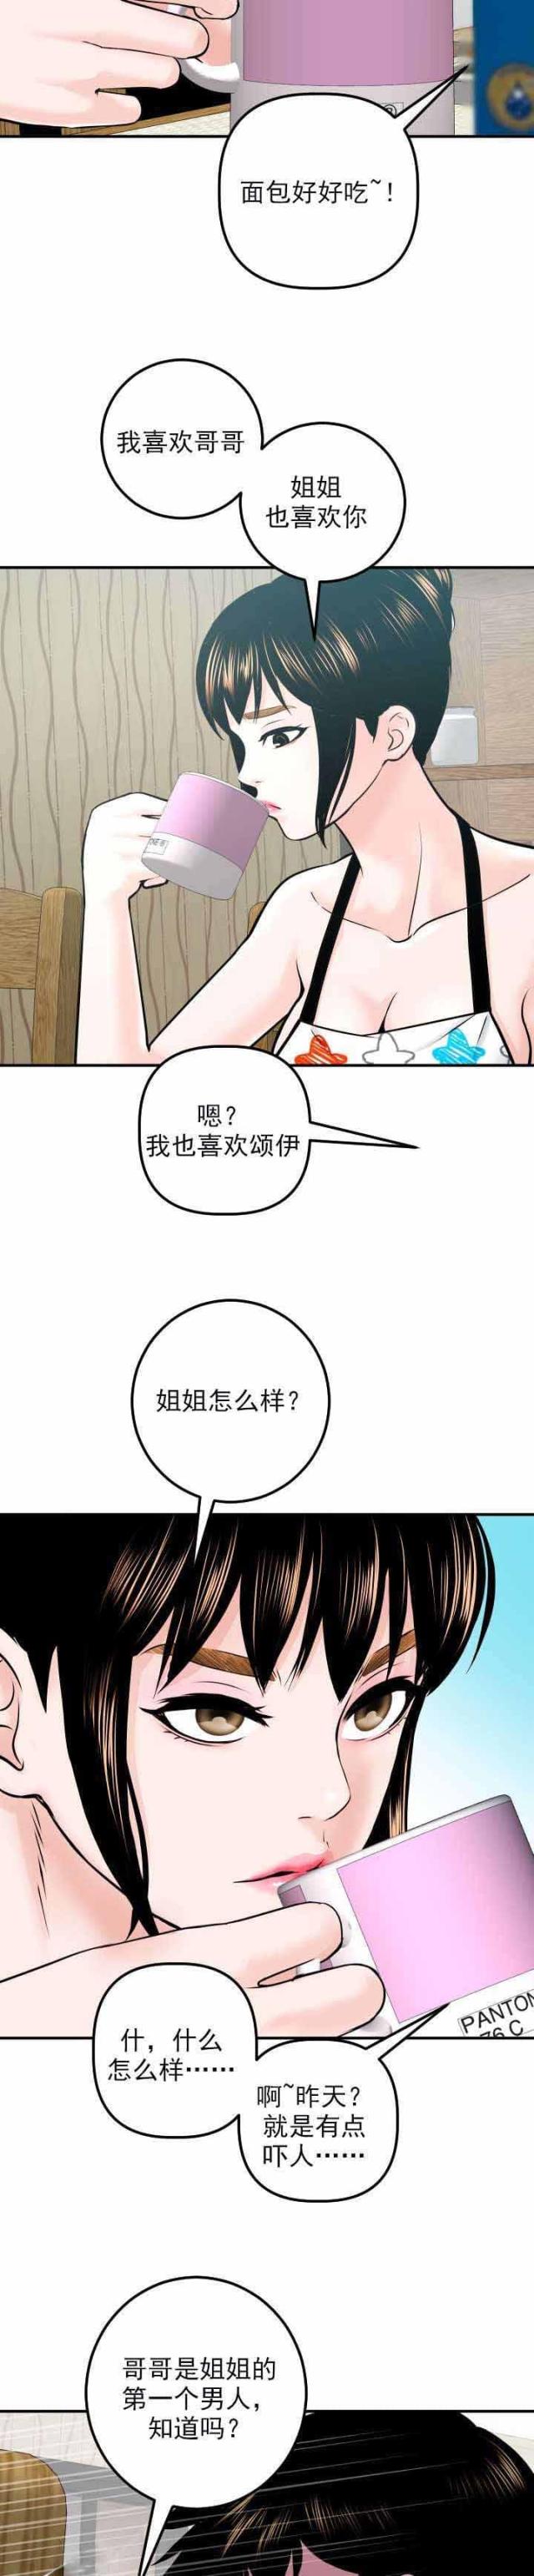 面包好好吃~！
我喜欢哥哥
姐姐
也喜欢你
嗯？
我也喜欢颂伊
姐姐怎么样？
PANTON
76 C
什，什么
怎么样……
啊~昨天？
就是有点
吓人……
哥哥是姐姐的
第一个男人，
知道吗？